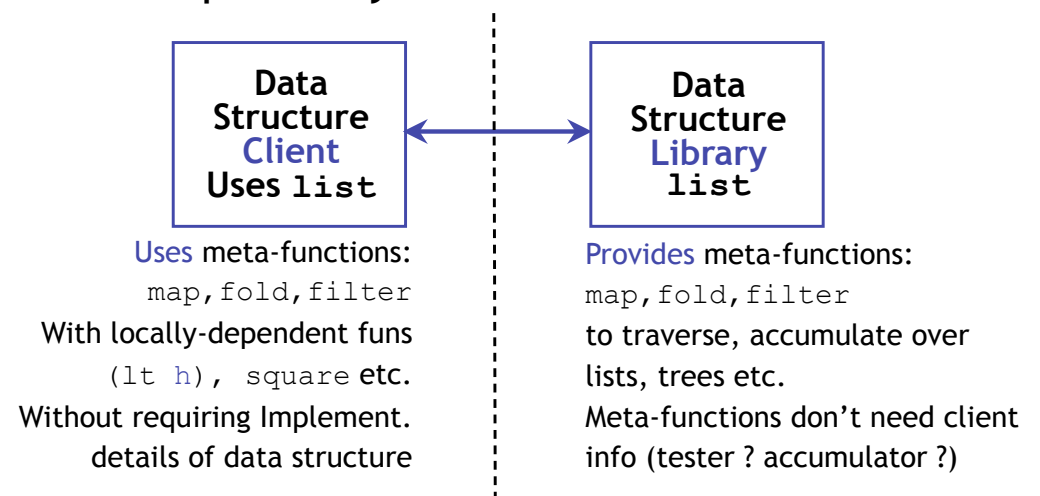 Data
Structure
Client
Uses list
Uses meta-functions:
map,fold,filter
With locally-dependent funs
(lt h), square etc.
Without requiring Implement.
details of data structure
Data
Structure
Library
list
Provides meta-functions:
map,fold,filter
to traverse, accumulate over
lists, trees etc.
Meta-functions don’t need client
info (tester ? accumulator ?)